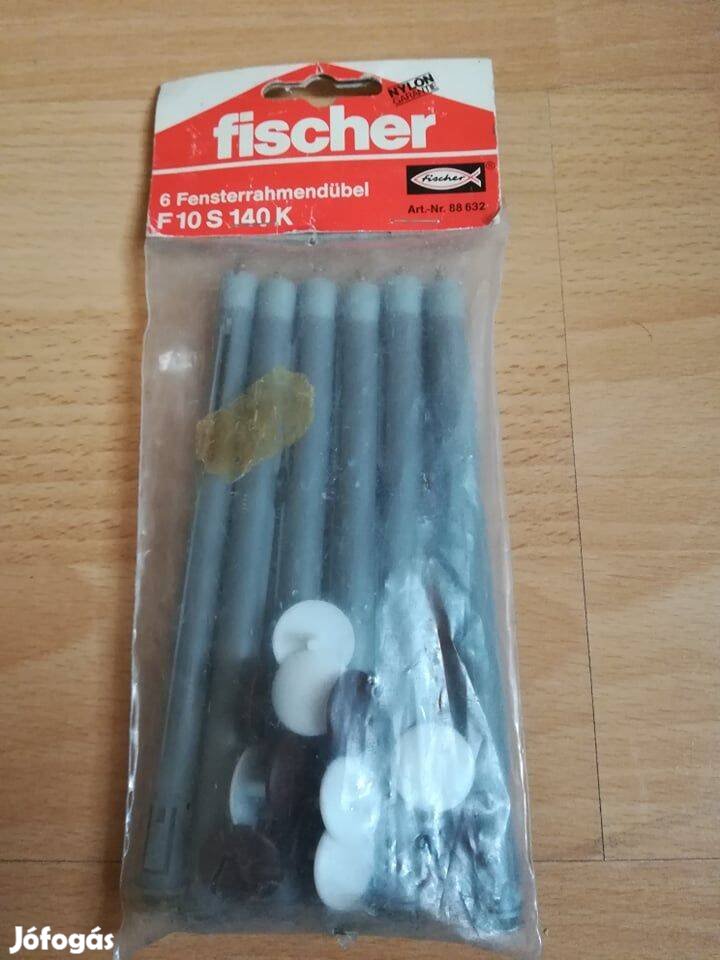 NYLON
GARANTIE
fischer
fischer
®
6 Fensterrahmendübel
F 10 S 140 K
Art.-Nr. 88 632
Jófogás